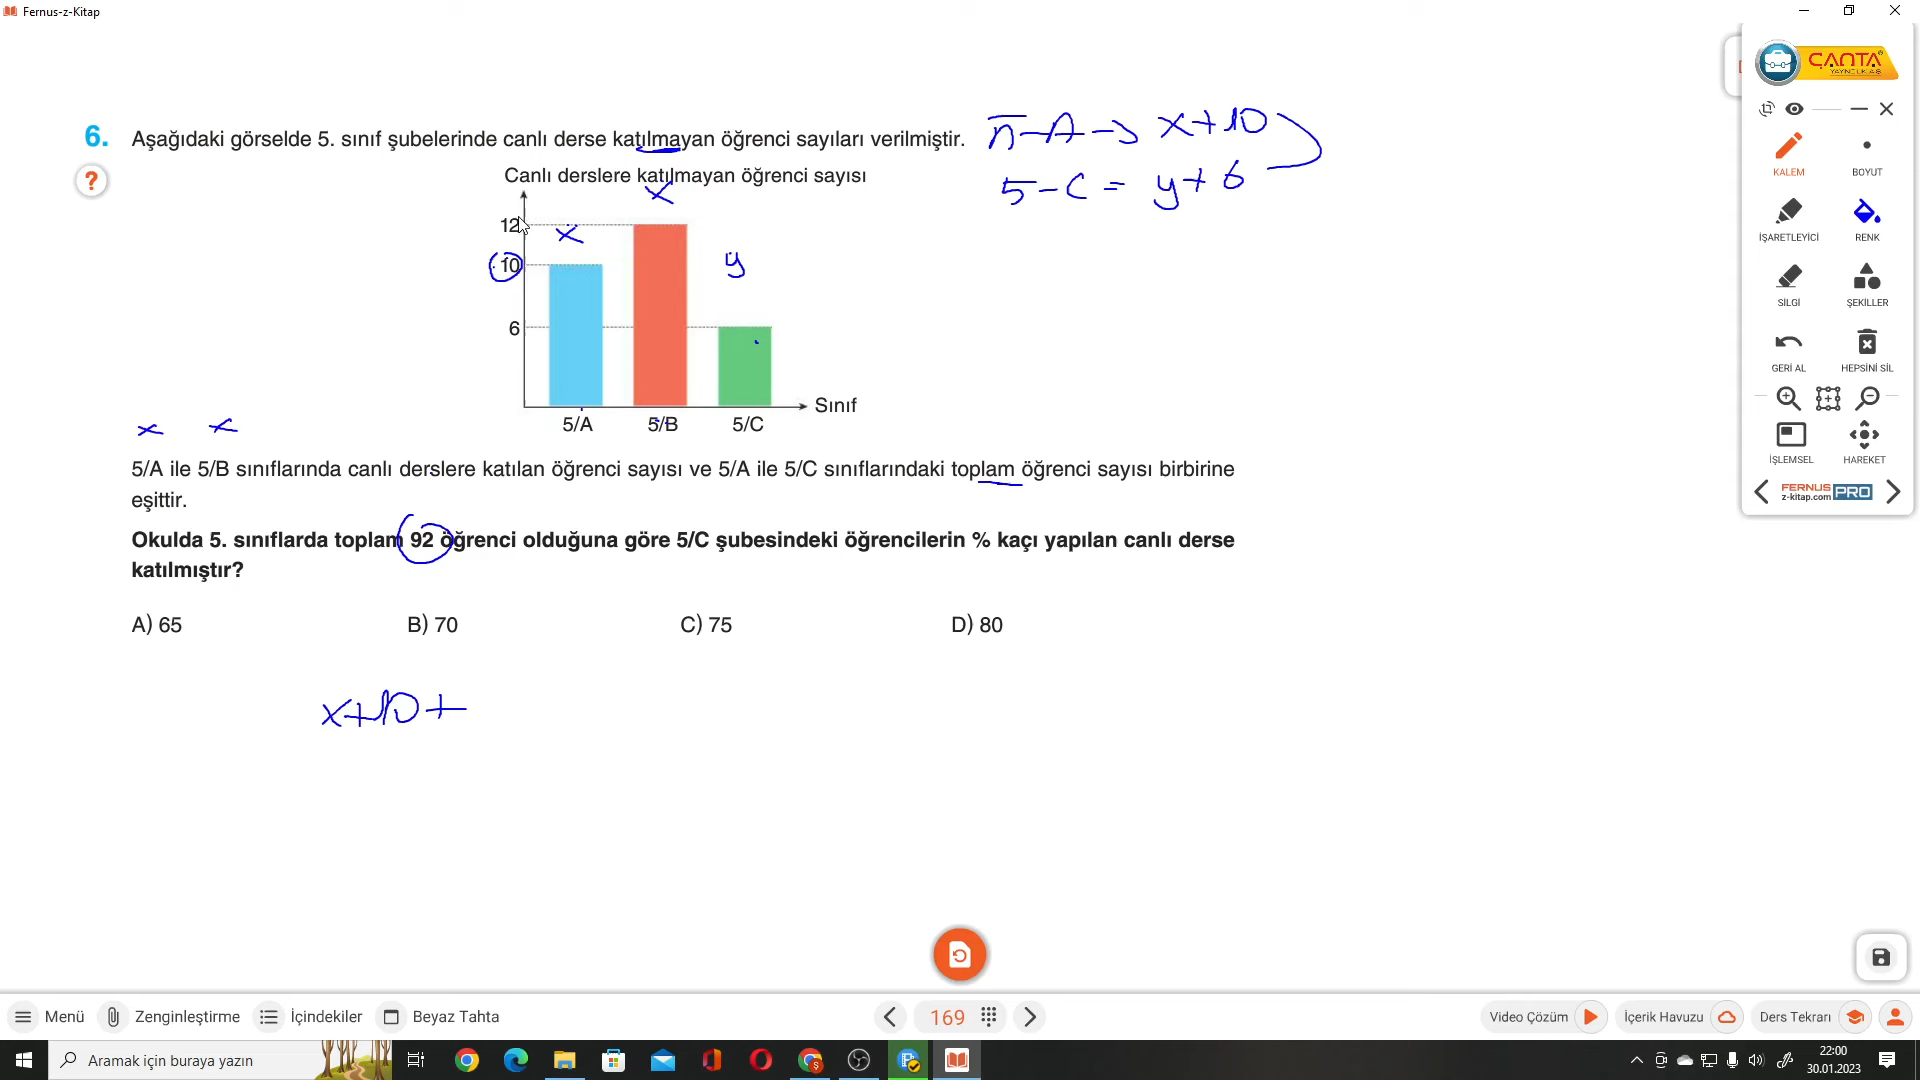 Fernus-z-Kitap
6. Aşağıdaki görselde 5. sınıf şubelerinde canlı derse katılmayan öğrenci sayıları verilmiştir.
?
Canlı derslere katılmayan öğrenci sayısı
A → x+10
5-C = y+6
x
x
y
12
10
6
Sınıf
5/A 5/B 5/C
x x
5/A ile 5/B sınıflarında canlı derslere katılan öğrenci sayısı ve 5/A ile 5/C sınıflarındaki toplam öğrenci sayısı birbirine
eşittir.
Okulda 5. sınıflarda toplam 92 öğrenci olduğuna göre 5/C şubesindeki öğrencilerin % kaçı yapılan canlı derse
katılmıştır?
A) 65 B) 70 C) 75 D) 80
x+10+
ÇANTA
YAYINCILIK
KALEM BOYUT
İŞARETLEYİCİ RENK
SİLGİ ŞEKİLLER
GERİ AL HEPSİNİ SİL
İŞLEMSEL HAREKET
FERNUS PRO
z-kitap.com
Menü Zenginleştirme İçindekiler Beyaz Tahta 169 Video Çözüm İçerik Havuzu Ders Tekrarı
Aramak için buraya yazın
22:00
30.01.2023